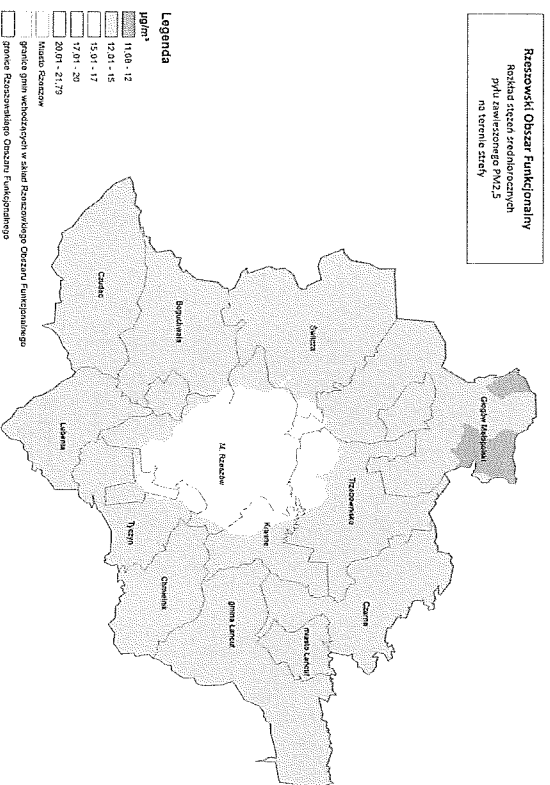 Rzeszowski Obszar Funkcjonalny
Rozkład stężeń średniorocznych
pyłu zawieszonego PM2,5
na terenie strefy
Głogów Małopolski
Świlcza
Trzebownisko
Czarna
Boguchwała
M. Rzeszów
Krasne
miasto Łańcut
gmina Łańcut
Czudec
Lubenia
Tyczyn
Chmielnik
Legenda
µg/m³
11,08 - 12
12,01 - 15
15,01 - 17
17,01 - 20
20,01 - 21,79
Miasto Rzeszów
granice gmin wchodzących w skład Rzeszowskiego Obszaru Funkcjonalnego
granice Rzeszowskiego Obszaru Funkcjonalnego